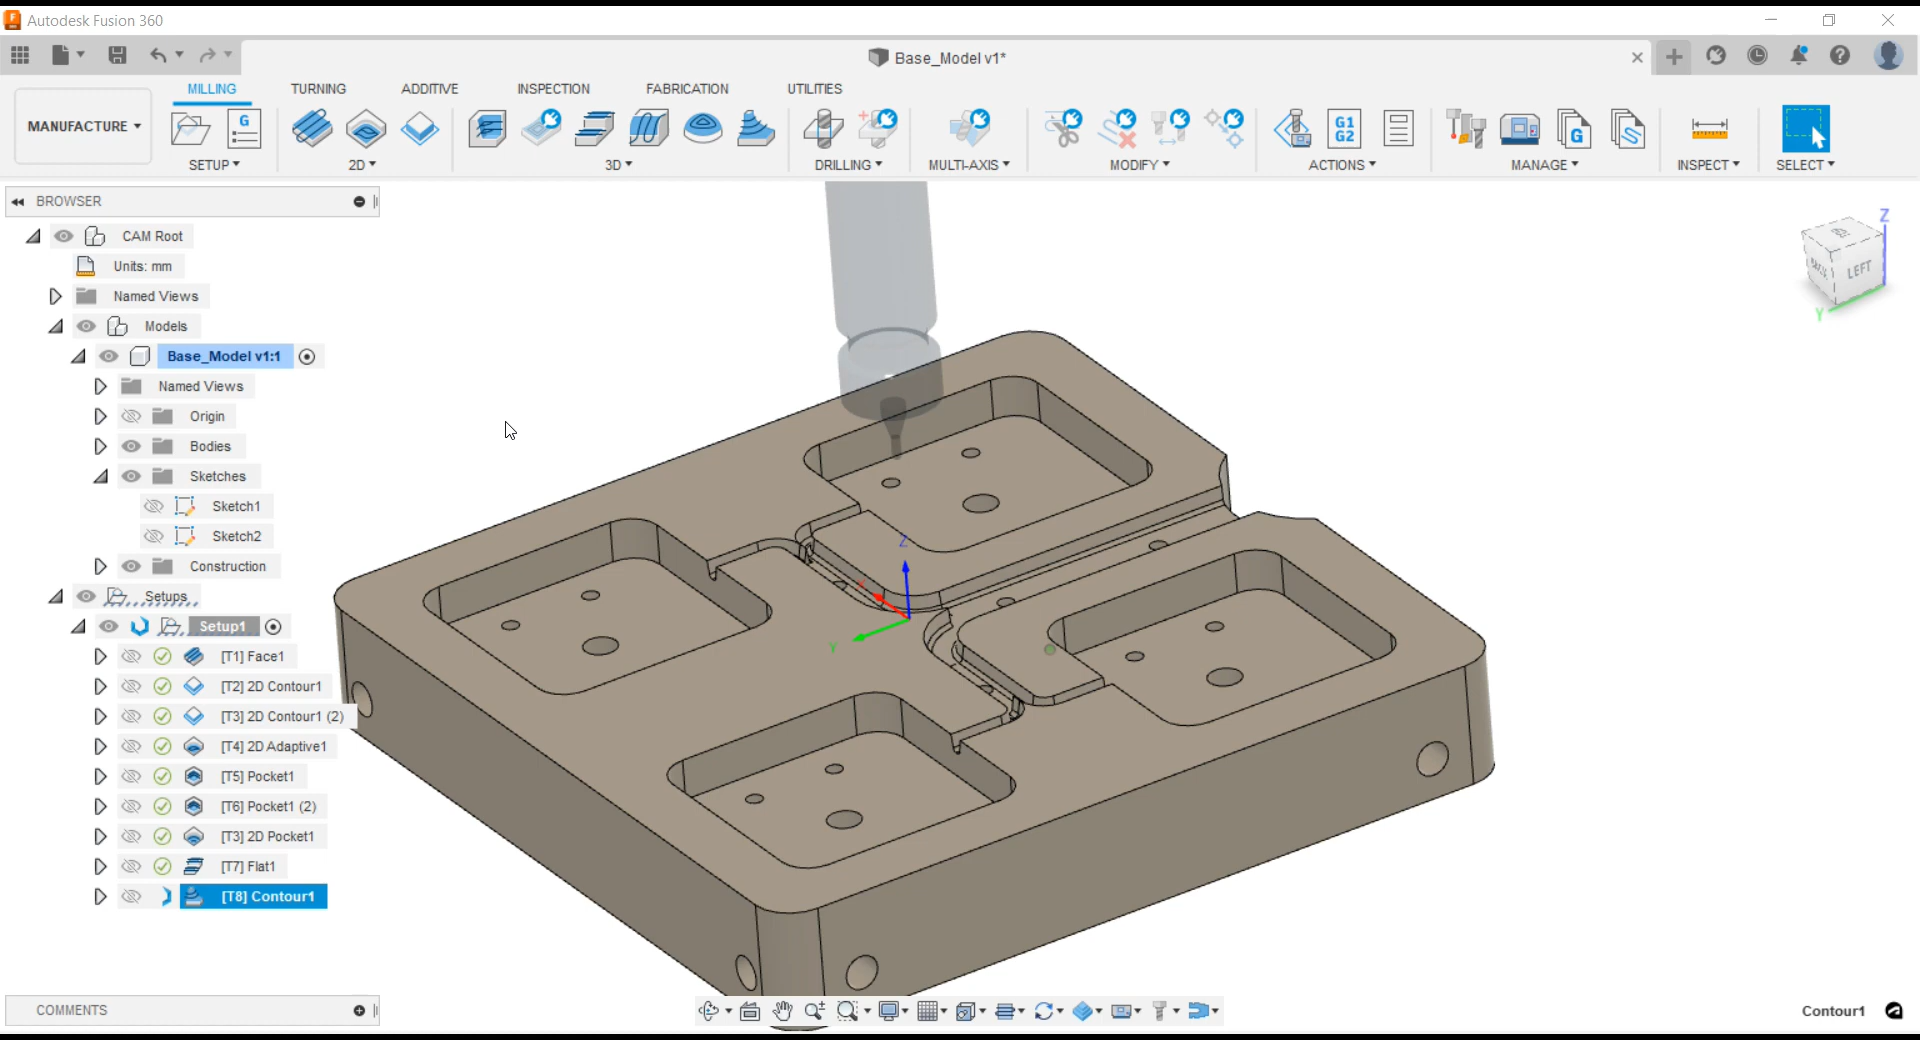 Autodesk Fusion 360
Base_Model v1*
MILLING TURNING ADDITIVE INSPECTION FABRICATION UTILITIES
MANUFACTURE
G G1 G2 G
SETUP 2D 3D DRILLING MULTI-AXIS MODIFY ACTIONS MANAGE INSPECT SELECT
BROWSER
CAM Root
Units: mm
Named Views
Models
Base_Model v1:1
Named Views
Origin
Bodies
Sketches
Sketch1
Sketch2
Construction
Setups
Setup1
[T1] Face1
[T2] 2D Contour1
[T3] 2D Contour1 (2)
[T4] 2D Adaptive1
[T5] Pocket1
[T6] Pocket1 (2)
[T3] 2D Pocket1
[T7] Flat1
[T8] Contour1
Z
LEFT
Y
Z
X
Y
COMMENTS
Contour1